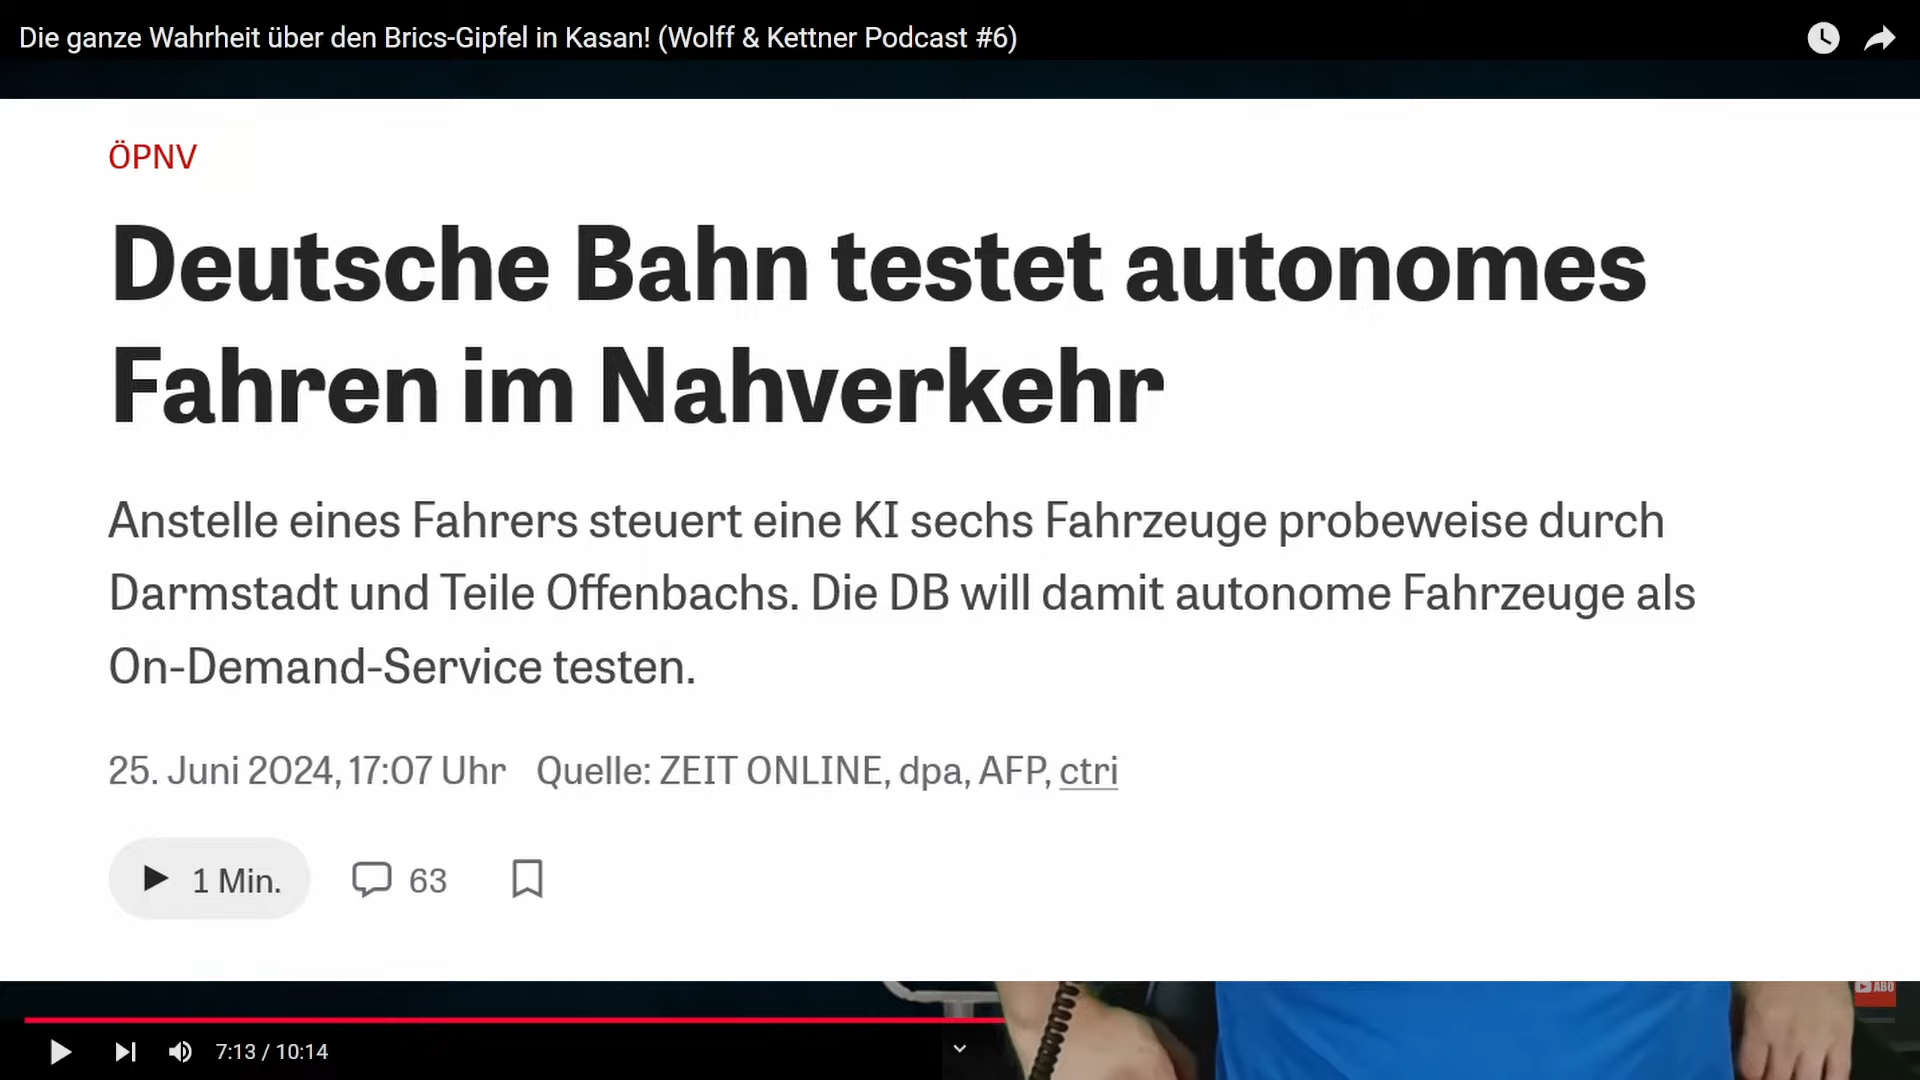 Die ganze Wahrheit über den Brics-Gipfel in Kasan! (Wolff & Kettner Podcast #6)
ÖPNV
Deutsche Bahn testet autonomes
Fahren im Nahverkehr
Anstelle eines Fahrers steuert eine KI sechs Fahrzeuge probeweise durch
Darmstadt und Teile Offenbachs. Die DB will damit autonome Fahrzeuge als
On-Demand-Service testen.
25. Juni 2024, 17:07 Uhr Quelle: ZEIT ONLINE, dpa, AFP, ctri
1 Min. 63
ABO
7:13 / 10:14